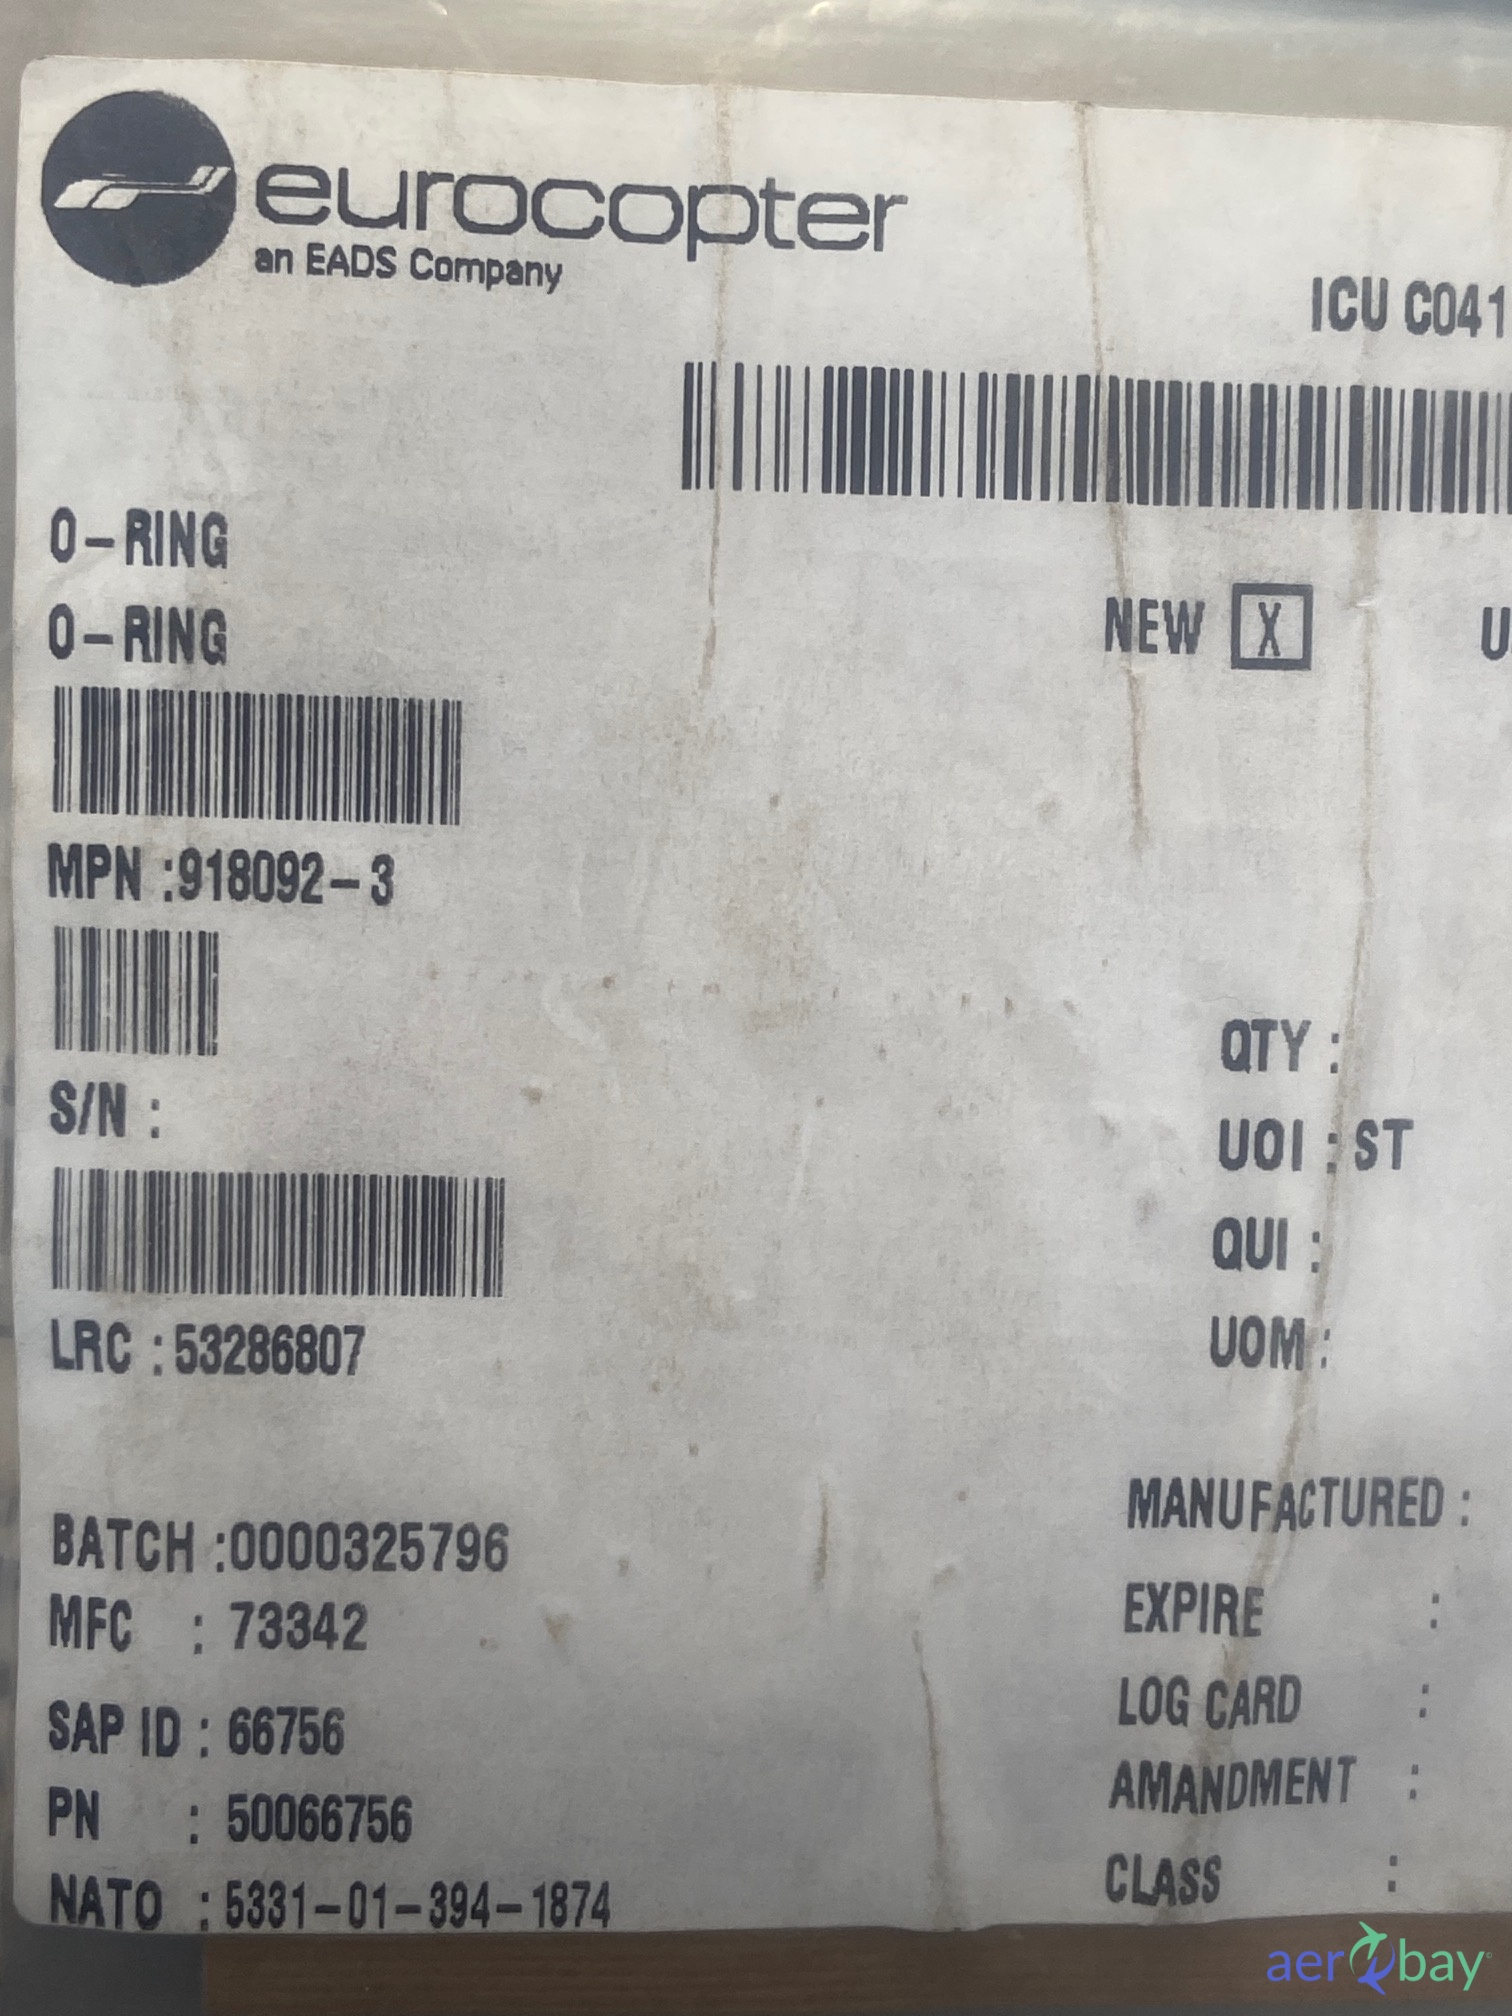 eurocopter
an EADS Company
ICU C041
O-RING
O-RING
NEW X U
MPN :918092-3
S/N :
QTY :
UOI : ST
QUI :
UOM :
LRC :53286807
MANUFACTURED :
BATCH :0000325796
EXPIRE :
MFC : 73342
LOG CARD :
SAP ID : 66756
AMANDMENT :
PN : 50066756
CLASS :
NATO : 5331-01-394-1874
aerobay